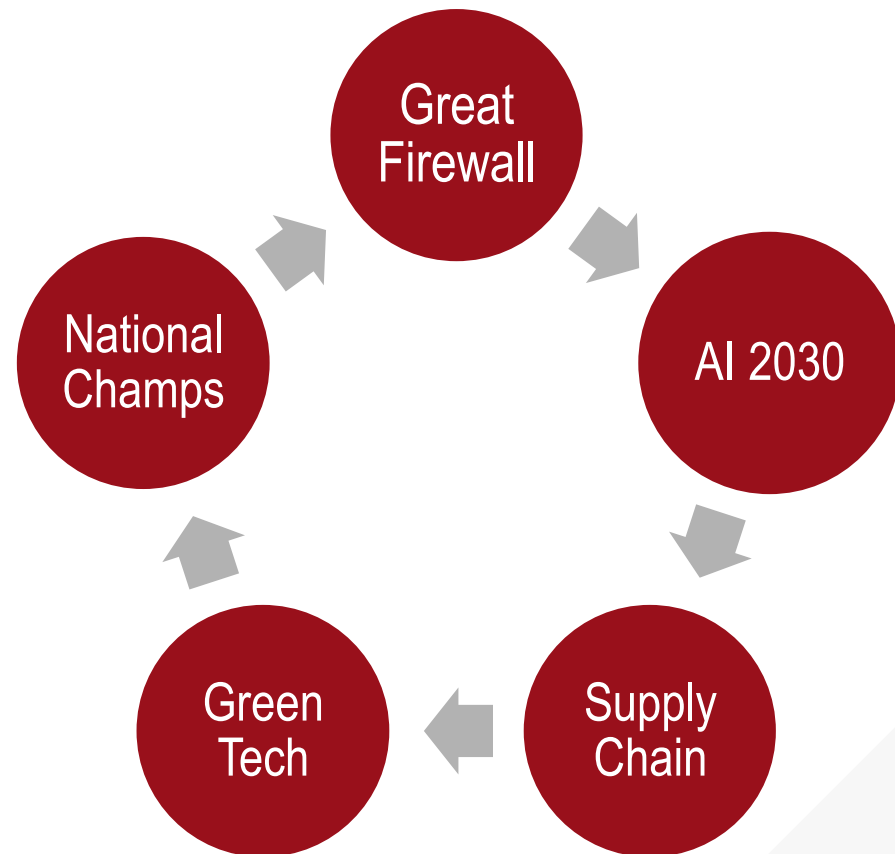 Great
Firewall
AI 2030
Supply
Chain
Green
Tech
National
Champs